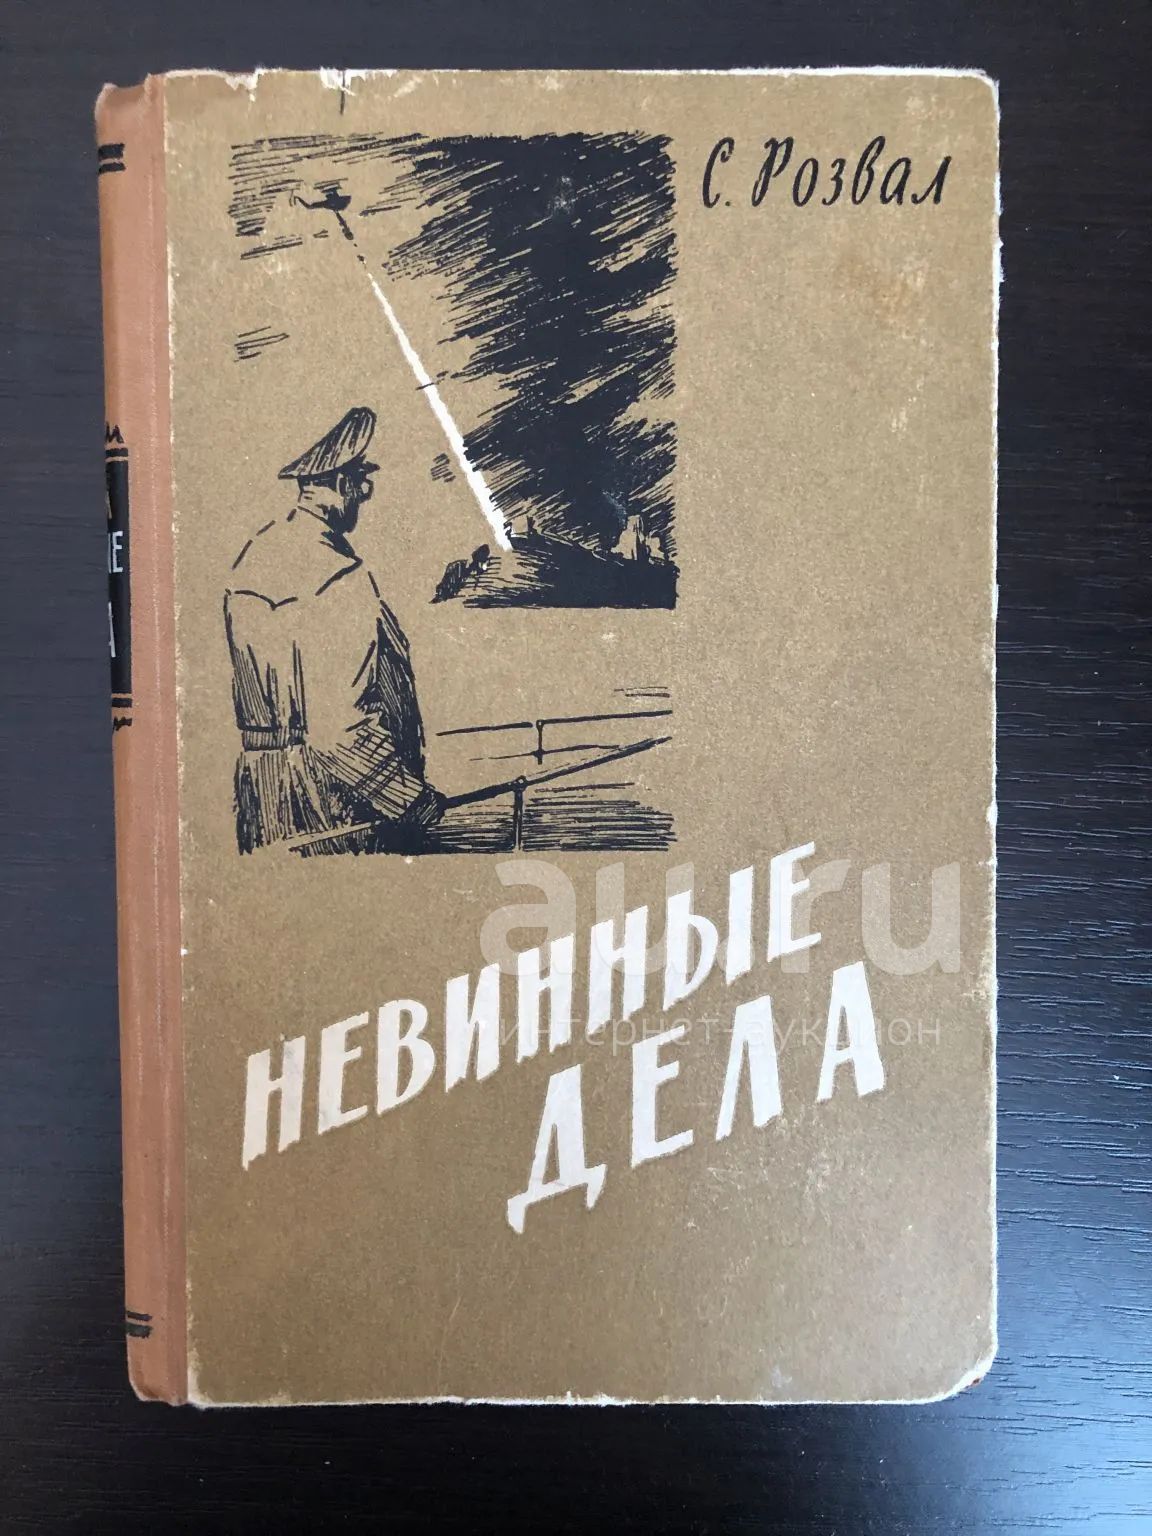 С. Розвал
НЕВИННЫЕ
ДЕЛА
au.ru
интернет-аукцион